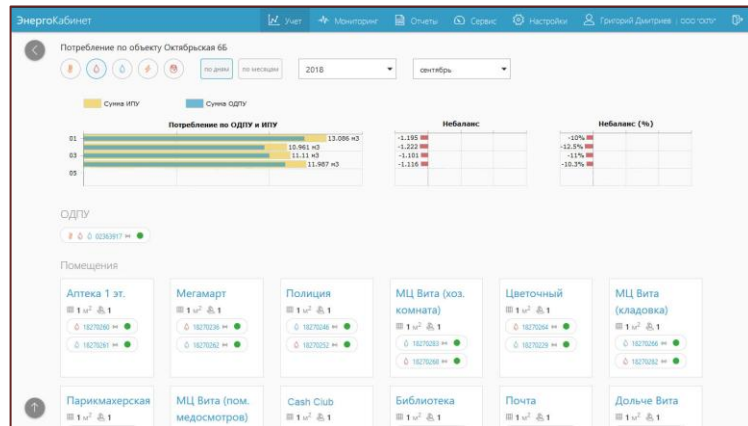 ЭнергоКабинет Учет Мониторинг Отчеты Сервис Настройки Григорий Дмитриев | ООО "СКПУ"
Потребление по объекту Октябрьская 6Б
по дням по месяцам 2018 сентябрь
Сумма ИПУ Сумма ОДПУ
Потребление по ОДПУ и ИПУ Небаланс Небаланс (%)
01 13.086 м3 -1.195 -10%
10.961 м3 -1.222 -12.5%
03 11.11 м3 -1.101 -11%
11.987 м3 -1.116 -10.3%
05
ОДПУ
02363917
Помещения
Аптека 1 эт. Мегамарт Полиция МЦ Вита (хоз. Цветочный МЦ Вита
1 м² 1 1 м² 1 1 м² 1 комната) 1 м² 1 (кладовка)
18270260 18270236 18270246 1 м² 1 18270264 1 м² 1
18270261 18270262 18270252 18270283 18270229 18270266
18270268 18270282
Парикмахерская МЦ Вита (пом. Cash Club Библиотека Почта Дольче Вита
1 м² 1 медосмотров) 1 м² 1 1 м² 1 1 м² 1 1 м² 1